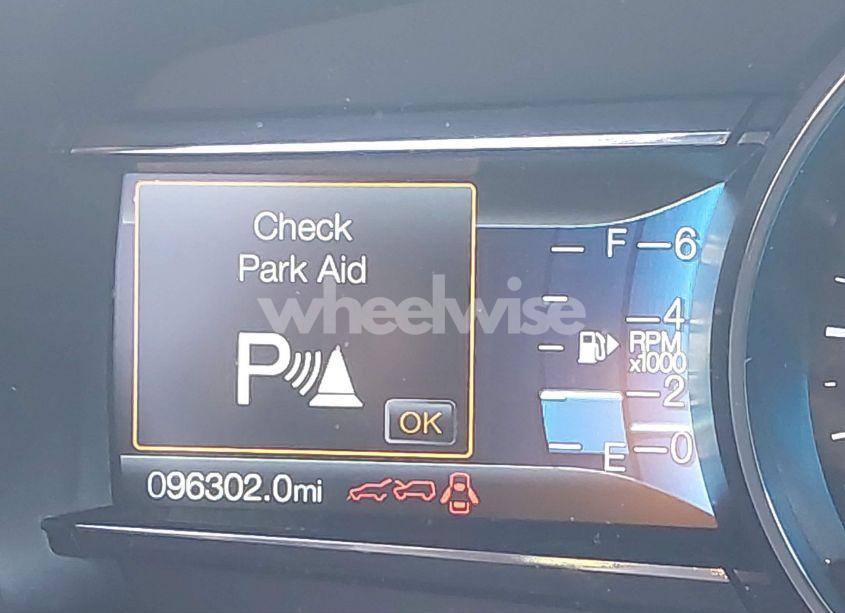 Check
Park Aid
wheelwise
P
OK
F 6
4
RPM
x1000
2
E 0
096302.0mi